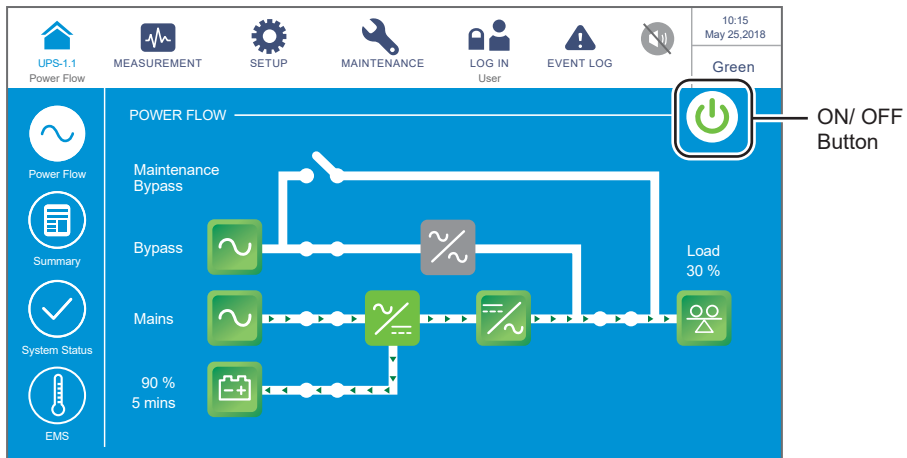 10:15
May 25,2018
UPS-1.1
MEASUREMENT
SETUP
MAINTENANCE
LOG IN
EVENT LOG
Power Flow
User
Green
POWER FLOW
ON/ OFF
Button
Power Flow
Maintenance
Bypass
Summary
Bypass
Load
30 %
Mains
System Status
90 %
5 mins
EMS